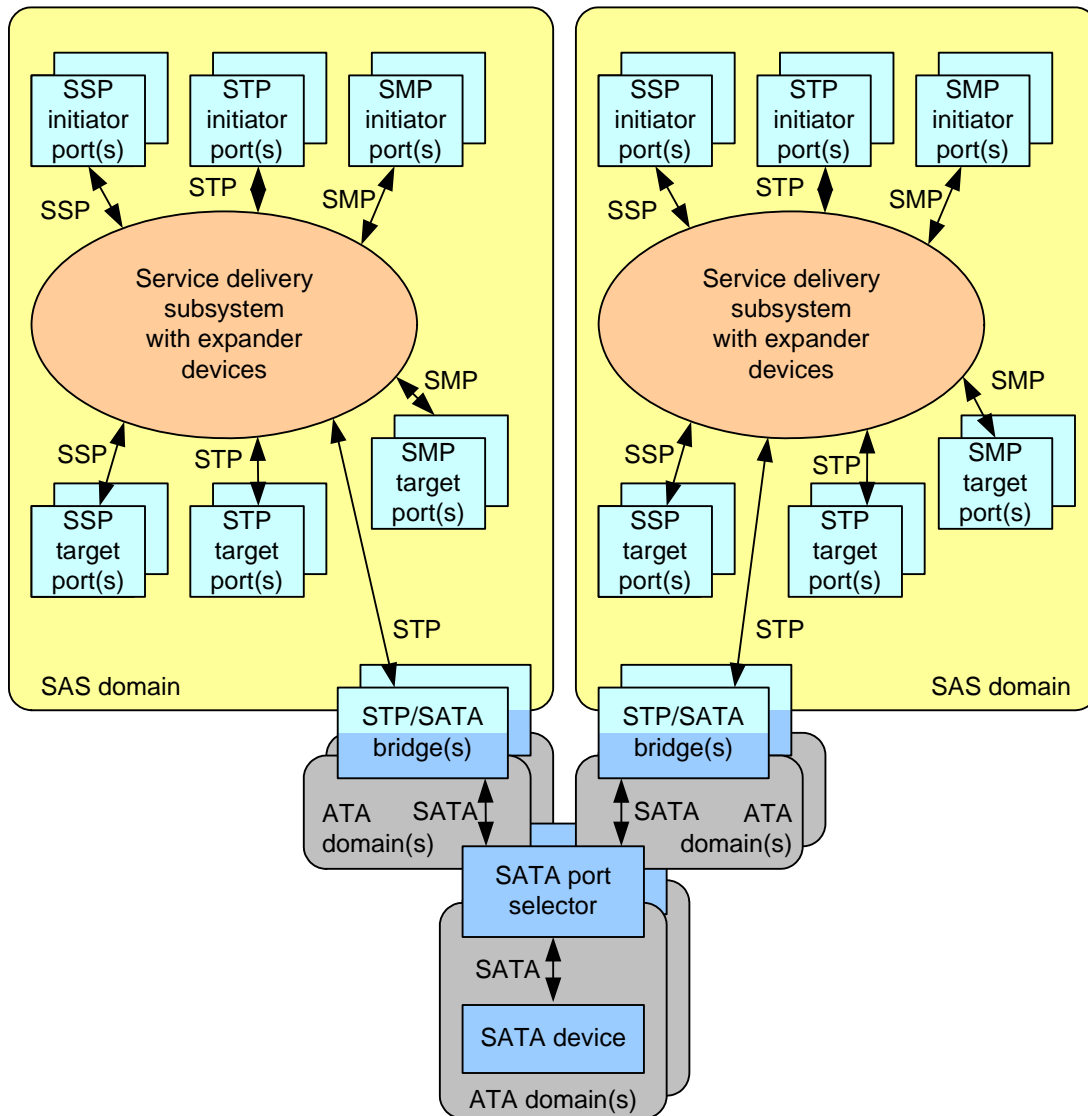 SSP
initiator
port(s)
STP
initiator
port(s)
SMP
initiator
port(s)
SSP
STP
SMP
Service delivery
subsystem
with expander
devices
SMP
SMP
target
port(s)
SSP
STP
SSP
target
port(s)
STP
target
port(s)
STP
SAS domain
STP/SATA
bridge(s)
SSP
initiator
port(s)
STP
initiator
port(s)
SMP
initiator
port(s)
SSP
STP
SMP
Service delivery
subsystem
with expander
devices
SMP
SMP
target
port(s)
SSP
STP
SSP
target
port(s)
STP
target
port(s)
STP
SAS domain
STP/SATA
bridge(s)
ATA
domain(s)
SATA
SATA
ATA
domain(s)
SATA port
selector
SATA
SATA device
ATA domain(s)